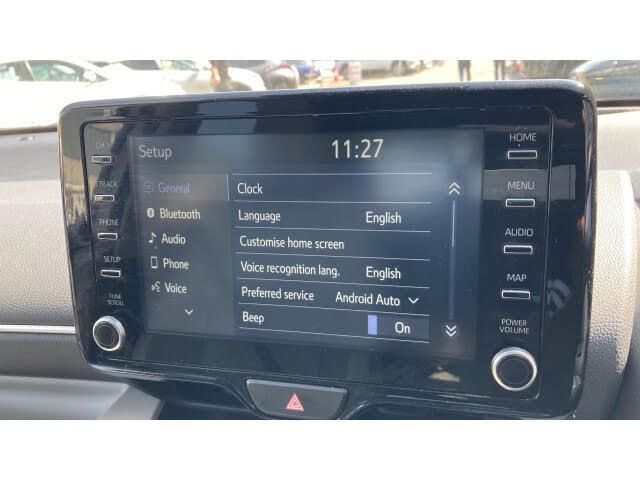 CH >
TRACK
PHONE
SETUP
TUNE
SCROLL
Setup
11:27
General
Bluetooth
Audio
Phone
Voice
Clock
Language English
Customise home screen
Voice recognition lang. English
Preferred service Android Auto
Beep On
HOME
MENU
AUDIO
MAP
POWER
VOLUME